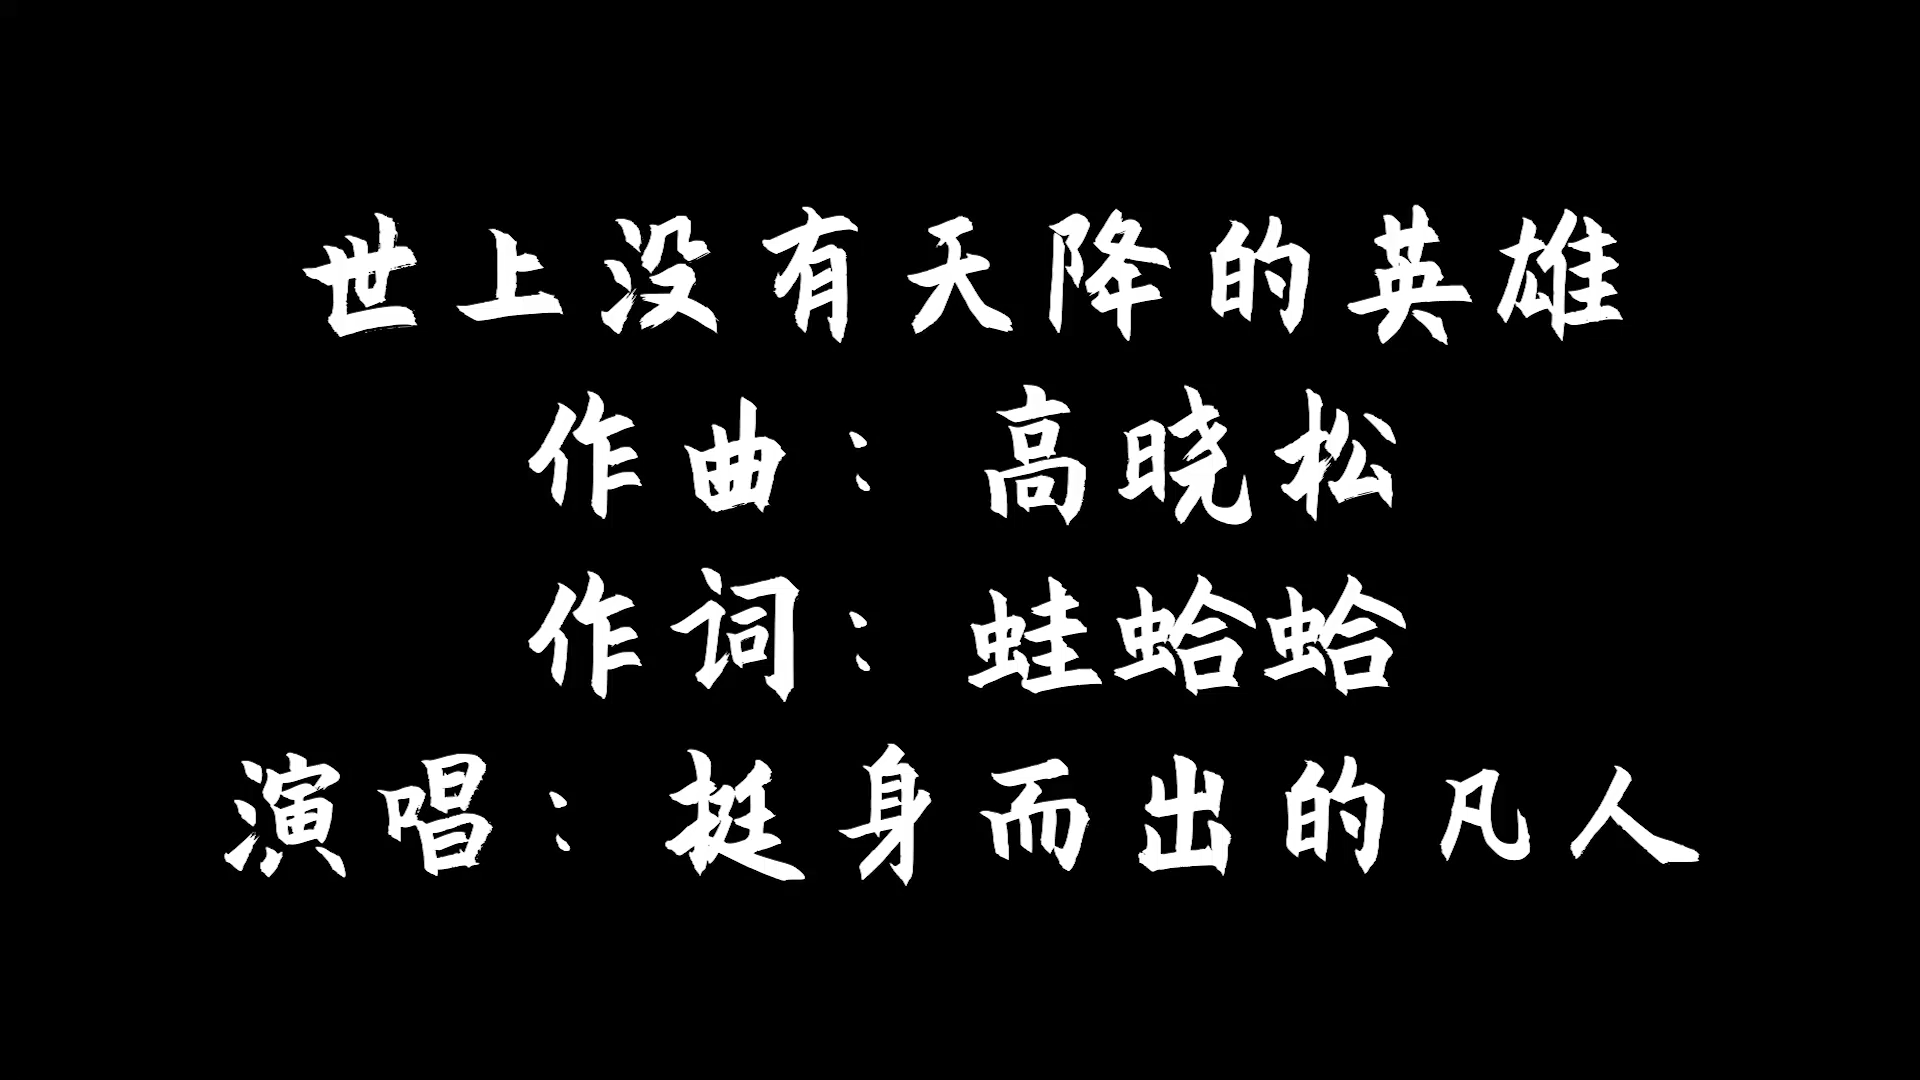 世上没有天降的英雄
作曲：高晓松
作词：蛙蛤蛤
演唱：挺身而出的凡人